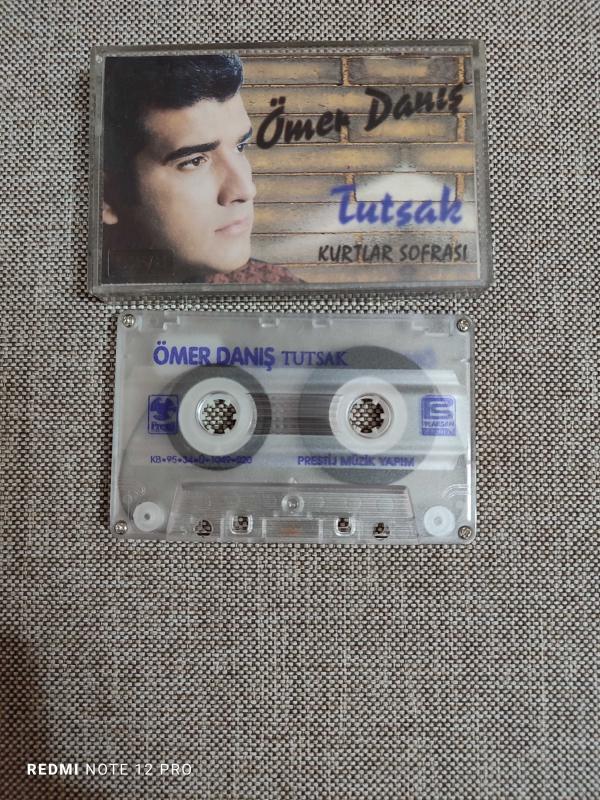 Ömer Danış
Tutsak
KURTLAR SOFRASI
ÖMER DANIŞ TUTSAK
Prestij
KB•95•34•Ü•1049•020
PRESTİJ MÜZİK YAPIM
REDMI NOTE 12 PRO